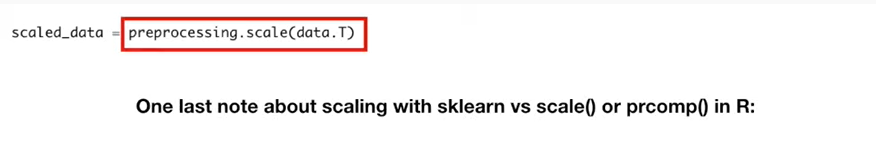 scaled_data = preprocessing.scale(data.T)
One last note about scaling with sklearn vs scale() or prcomp() in R: